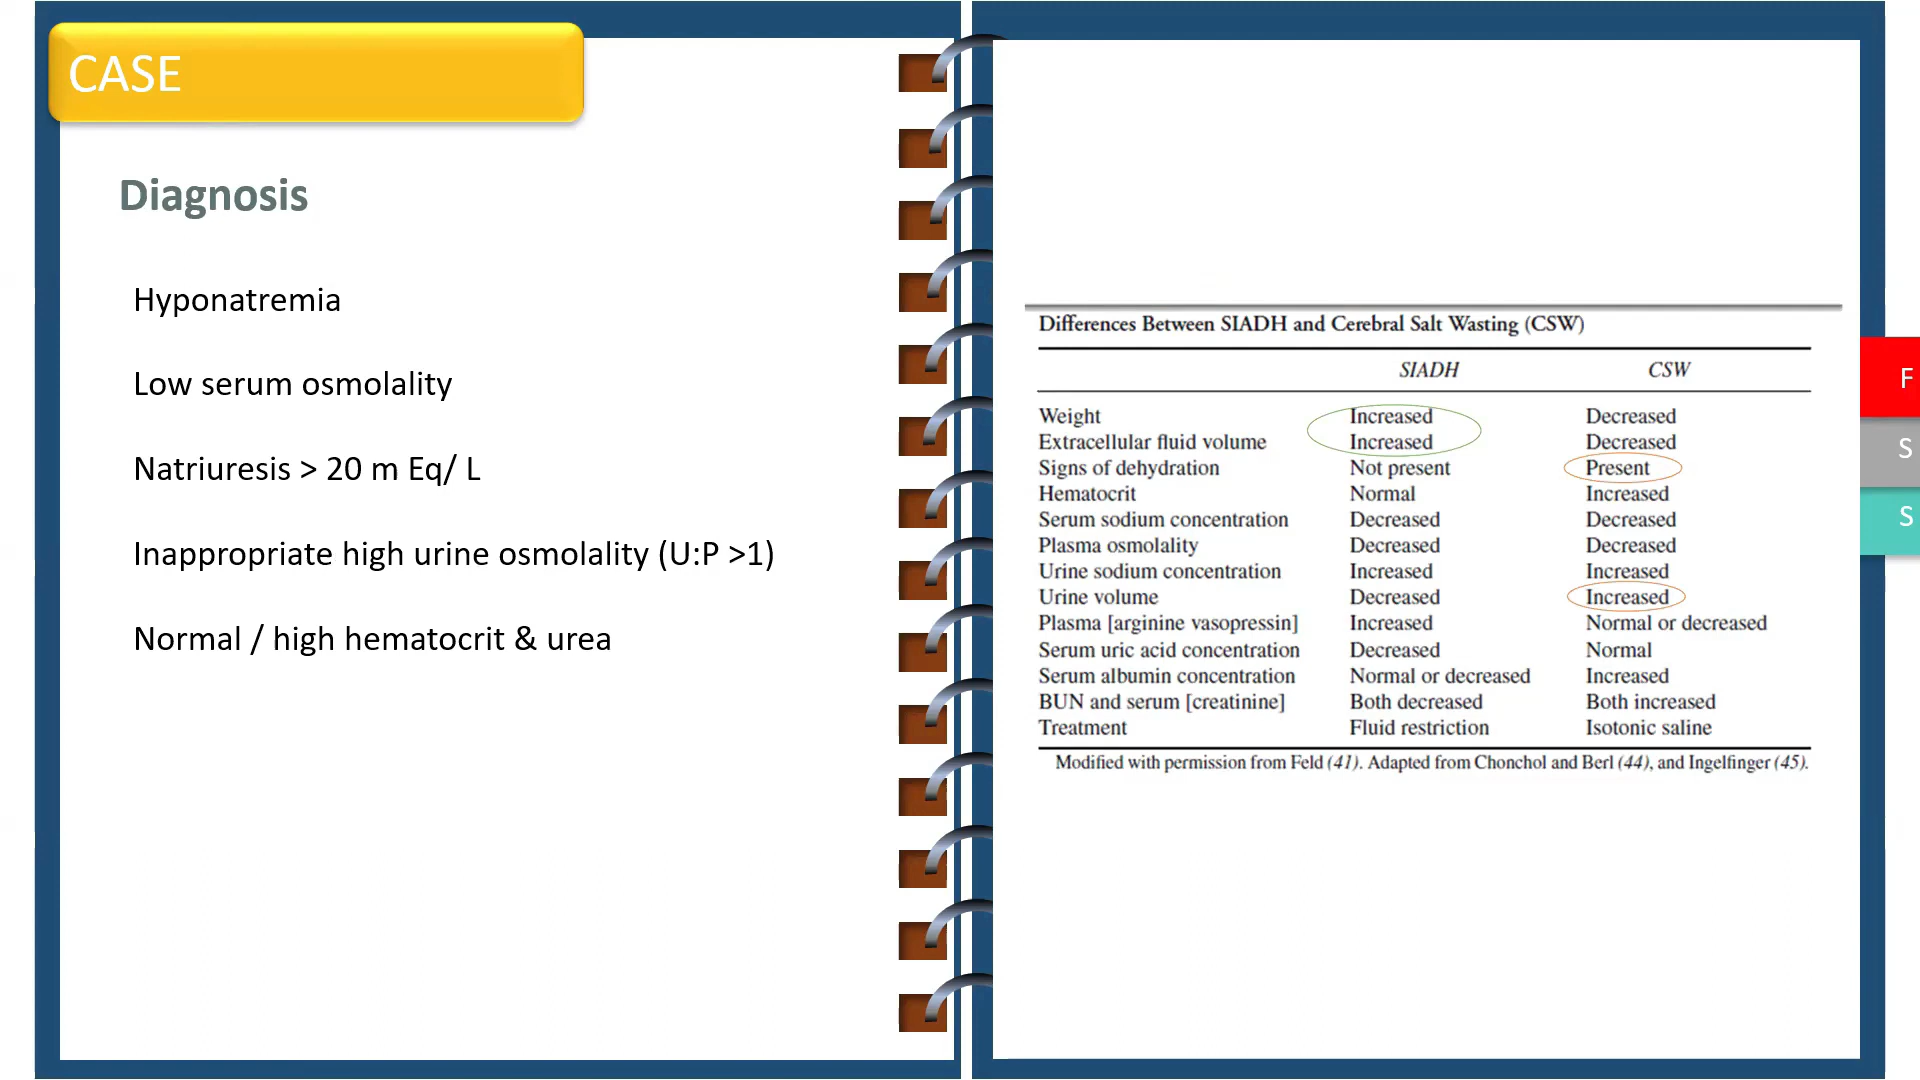 CASE
Diagnosis
Hyponatremia
Low serum osmolality
Natriuresis > 20 m Eq/ L
Inappropriate high urine osmolality (U:P >1)
Normal / high hematocrit & urea
Differences Between SIADH and Cerebral Salt Wasting (CSW)
SIADH CSW
Weight Increased Decreased
Extracellular fluid volume Increased Decreased
Signs of dehydration Not present Present
Hematocrit Normal Increased
Serum sodium concentration Decreased Decreased
Plasma osmolality Decreased Decreased
Urine sodium concentration Increased Increased
Urine volume Decreased Increased
Plasma [arginine vasopressin] Increased Normal or decreased
Serum uric acid concentration Decreased Normal
Serum albumin concentration Normal or decreased Increased
BUN and serum [creatinine] Both decreased Both increased
Treatment Fluid restriction Isotonic saline
Modified with permission from Feld (41). Adapted from Chonchol and Berl (44), and Ingelfinger (45).
F
S
S